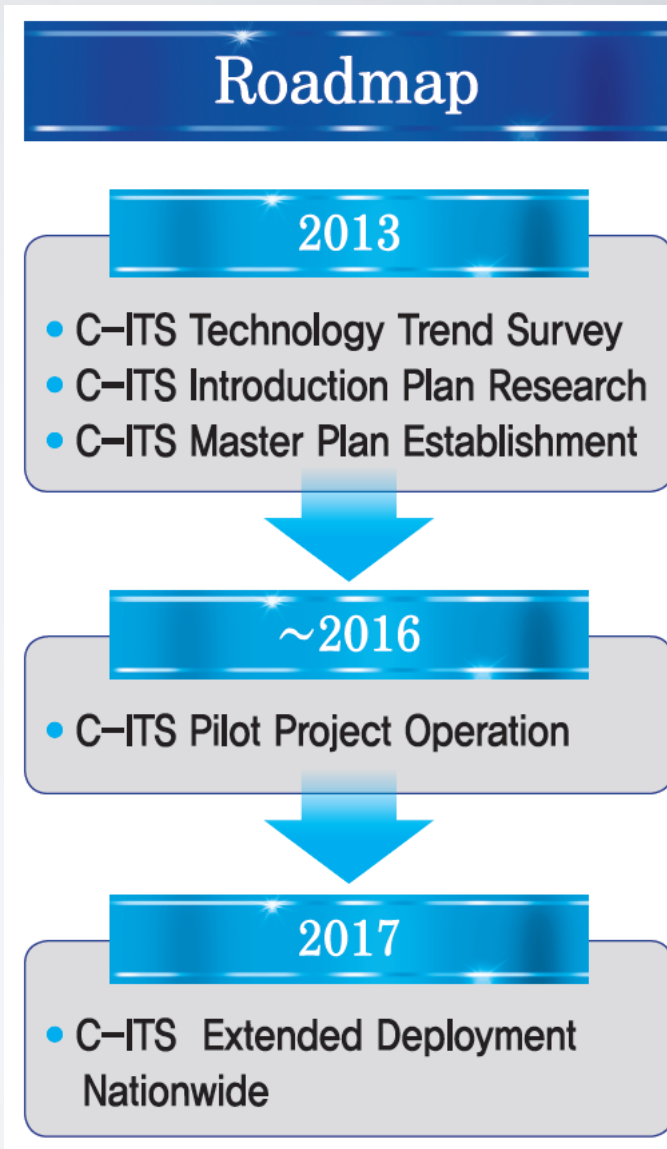 Roadmap
2013
• C-ITS Technology Trend Survey
• C-ITS Introduction Plan Research
• C-ITS Master Plan Establishment
~2016
• C-ITS Pilot Project Operation
2017
• C-ITS Extended Deployment
Nationwide